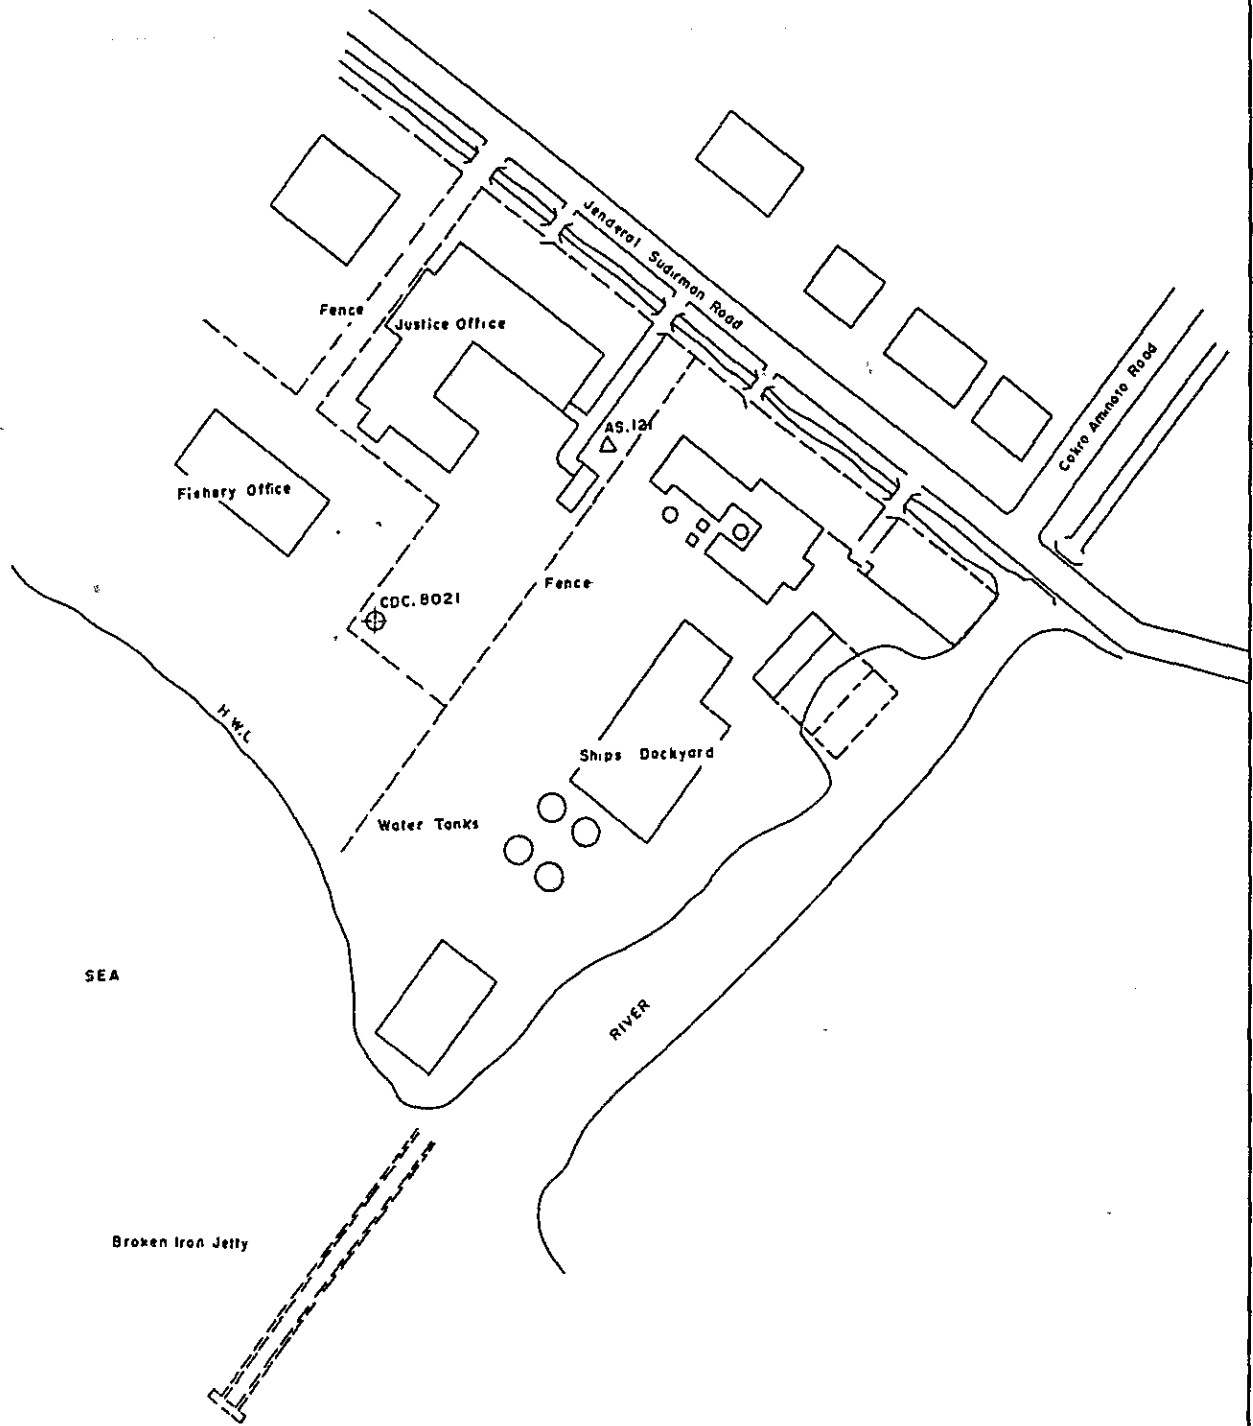 Jenderal Sudirman Road
Fence
Justice Office
Cokro Aminoto Road
AS.121
Fishery Office
Fence
CDC.8021
H.W.L
Ships Dockyard
Water Tanks
SEA
RIVER
Broken Iron Jetty